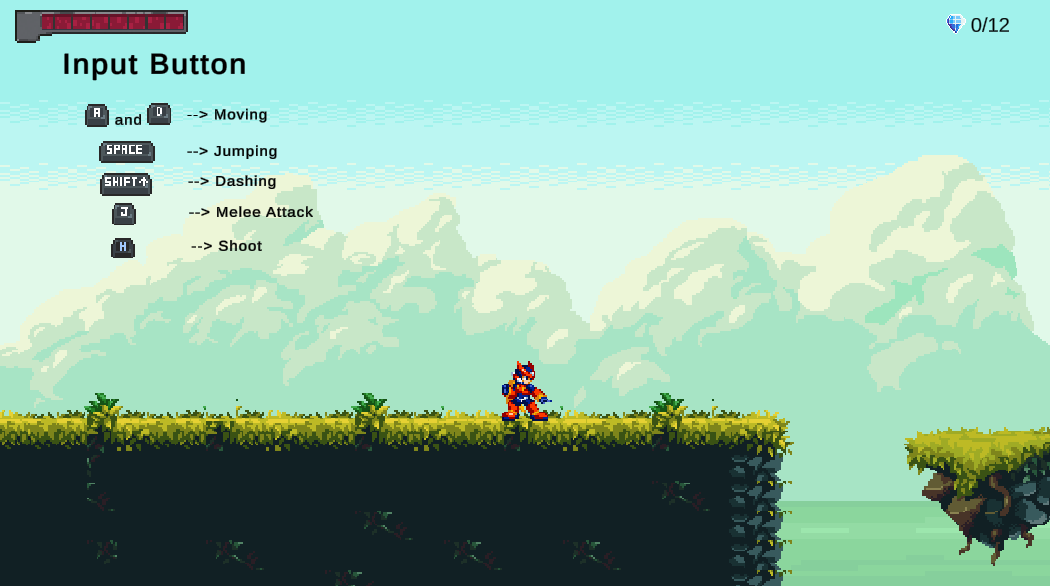 0/12
Input Button
A and D --> Moving
SPACE --> Jumping
SHIFT↑ --> Dashing
J --> Melee Attack
H --> Shoot